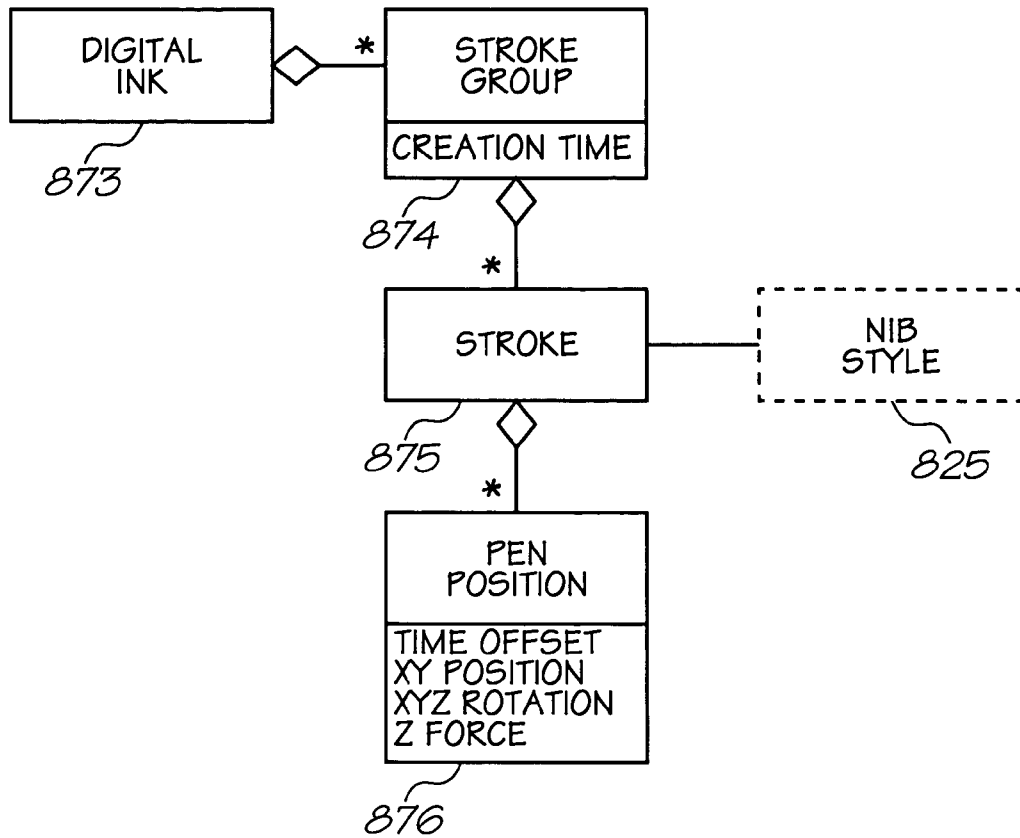 DIGITAL
INK
*
STROKE
GROUP
CREATION TIME
873
874
*
STROKE
NIB
STYLE
875
825
*
PEN
POSITION
TIME OFFSET
XY POSITION
XYZ ROTATION
Z FORCE
876